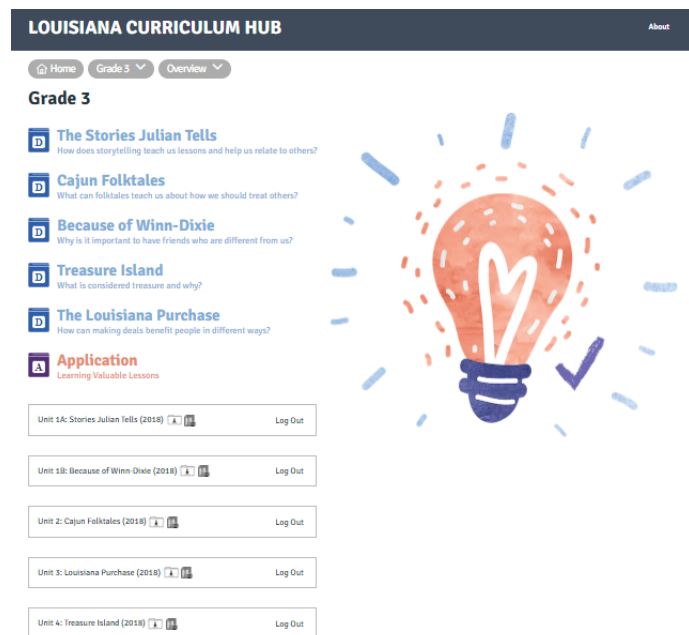 LOUISIANA CURRICULUM HUB
About
Home
Grade 3
Overview
Grade 3
D
The Stories Julian Tells
How does storytelling teach us lessons and help us relate to others?
D
Cajun Folktales
What can folktales teach us about how we should treat others?
D
Because of Winn-Dixie
Why is it important to have friends who are different from us?
D
Treasure Island
What is considered treasure and why?
D
The Louisiana Purchase
How can making deals benefit people in different ways?
A
Application
Learning Valuable Lessons
Unit 1A: Stories Julian Tells (2018) Log Out
Unit 1B: Because of Winn-Dixie (2018) Log Out
Unit 2: Cajun Folktales (2018) Log Out
Unit 3: Louisiana Purchase (2018) Log Out
Unit 4: Treasure Island (2018) Log Out